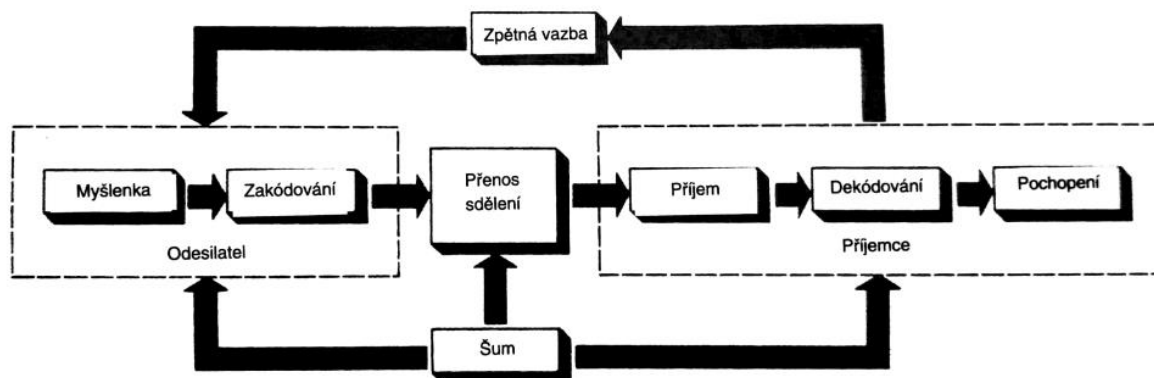 Zpětná vazba
Myšlenka
Zakódování
Přenos
sdělení
Příjem
Dekódování
Pochopení
Odesilatel
Příjemce
Šum